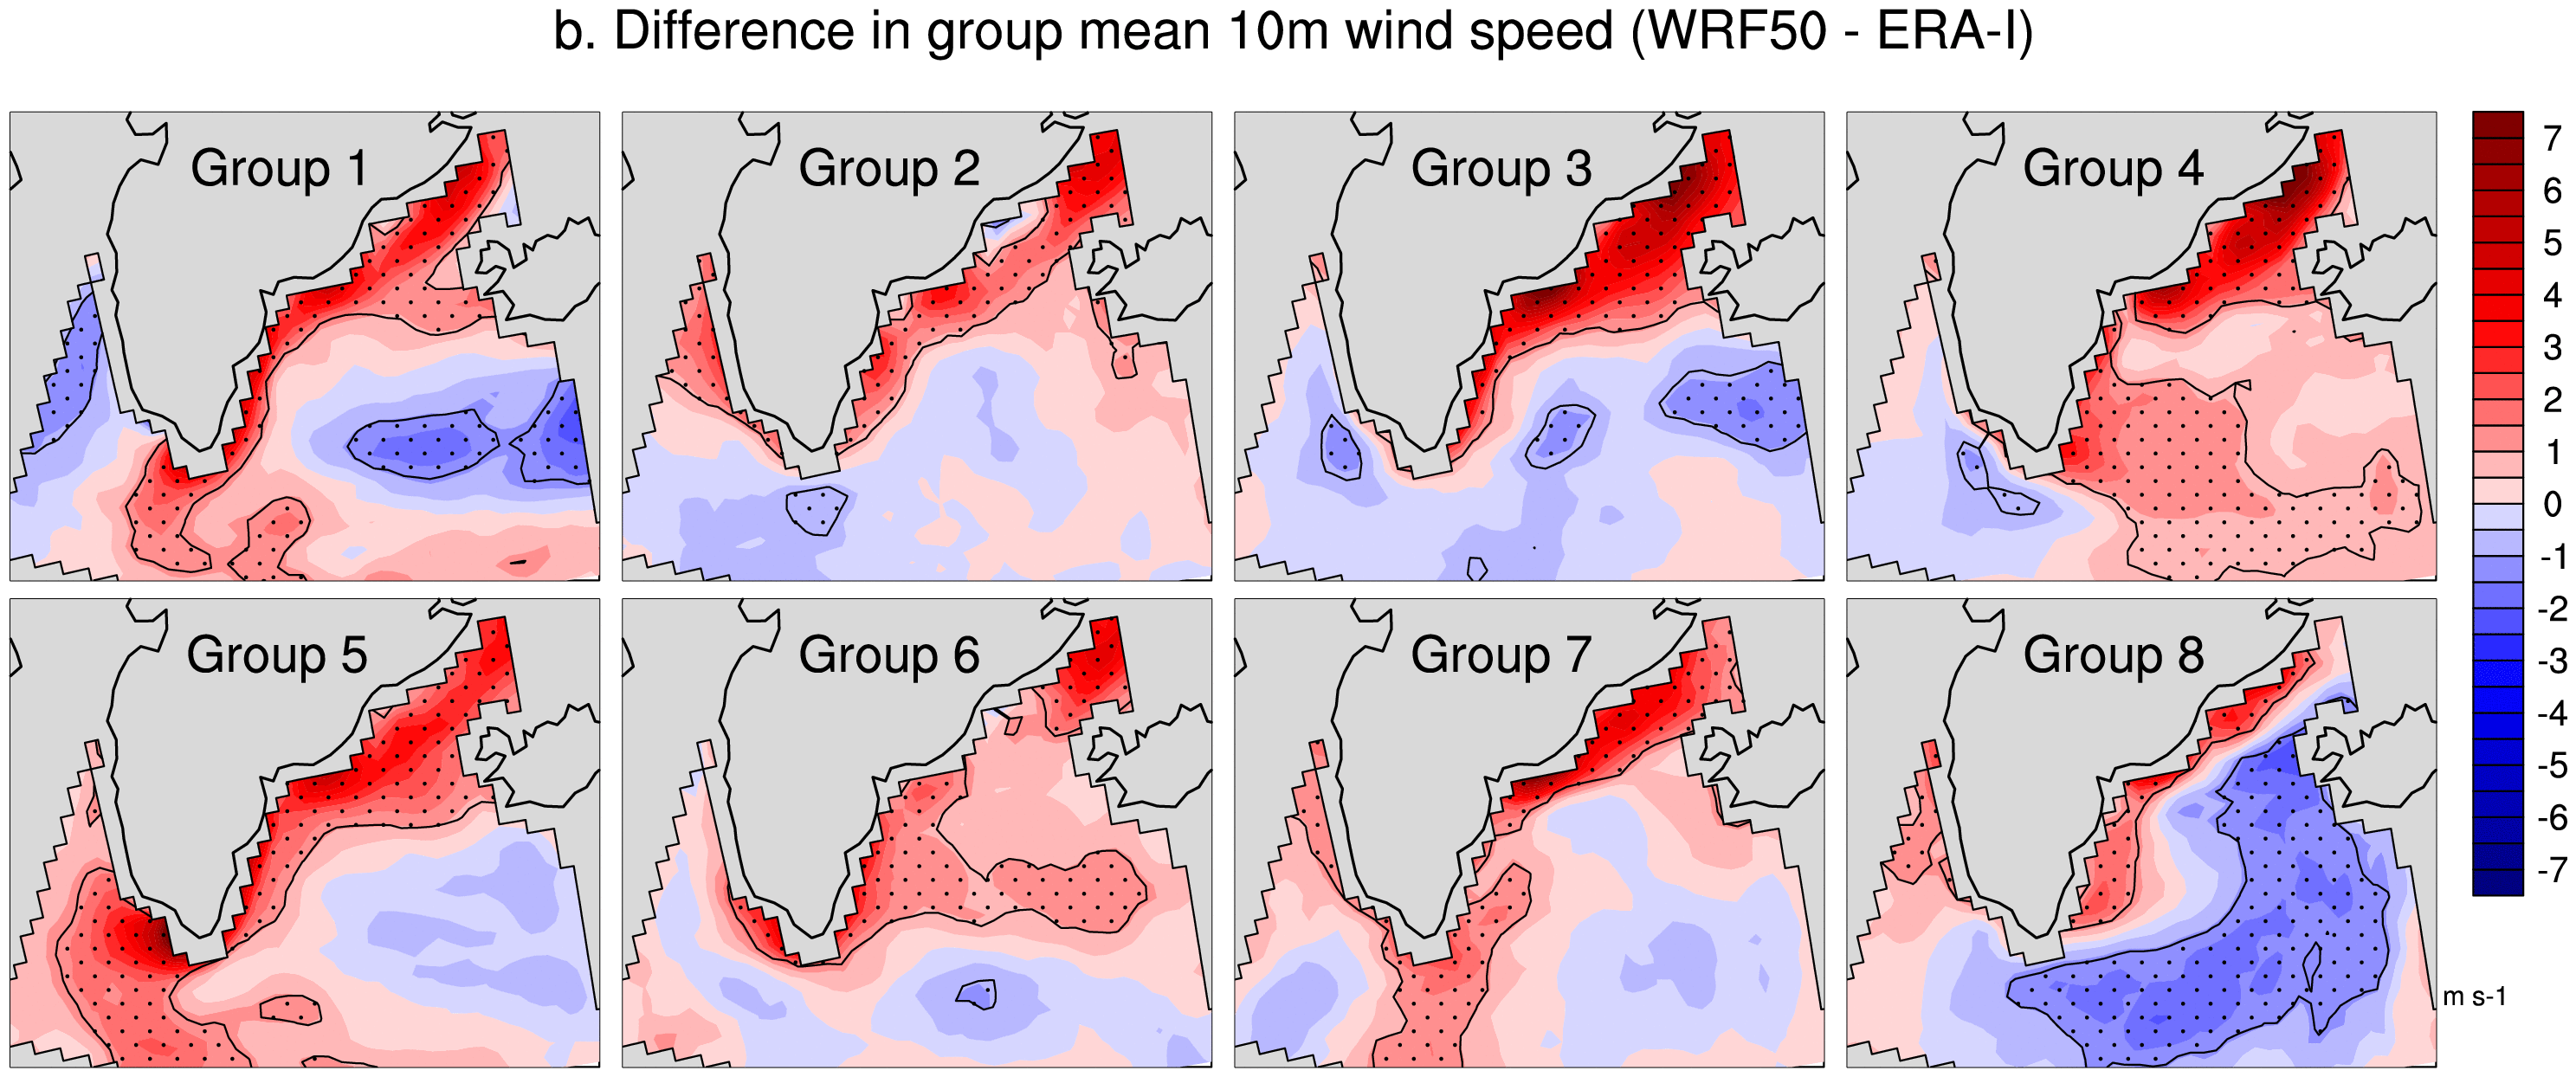 b. Difference in group mean 10m wind speed (WRF50 - ERA-I)
Group 1
Group 2
Group 3
Group 4
Group 5
Group 6
Group 7
Group 8
7
6
5
4
3
2
1
0
-1
-2
-3
-4
-5
-6
-7
m s-1